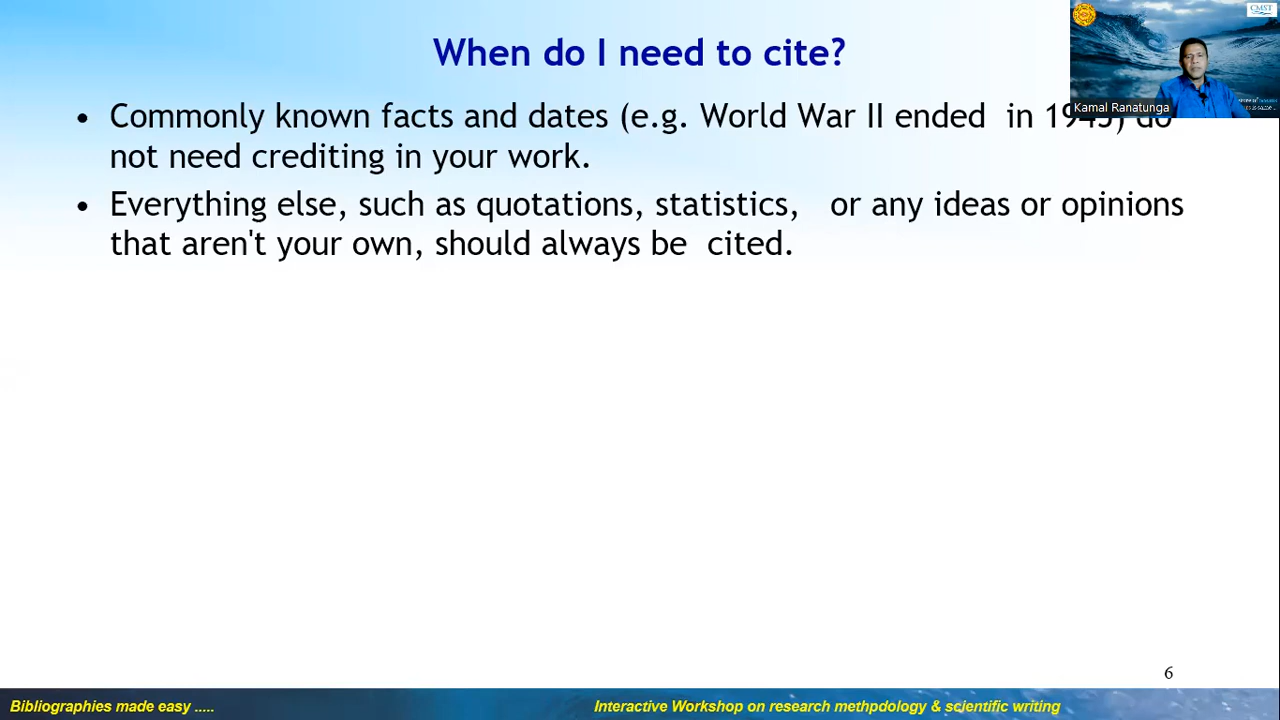 When do I need to cite?
CMST
Kamal Ranatunga
• Commonly known facts and dates (e.g. World War II ended in 1945) do
not need crediting in your work.
• Everything else, such as quotations, statistics, or any ideas or opinions
that aren't your own, should always be cited.
6
Bibliographies made easy .....
Interactive Workshop on research methpdology & scientific writing